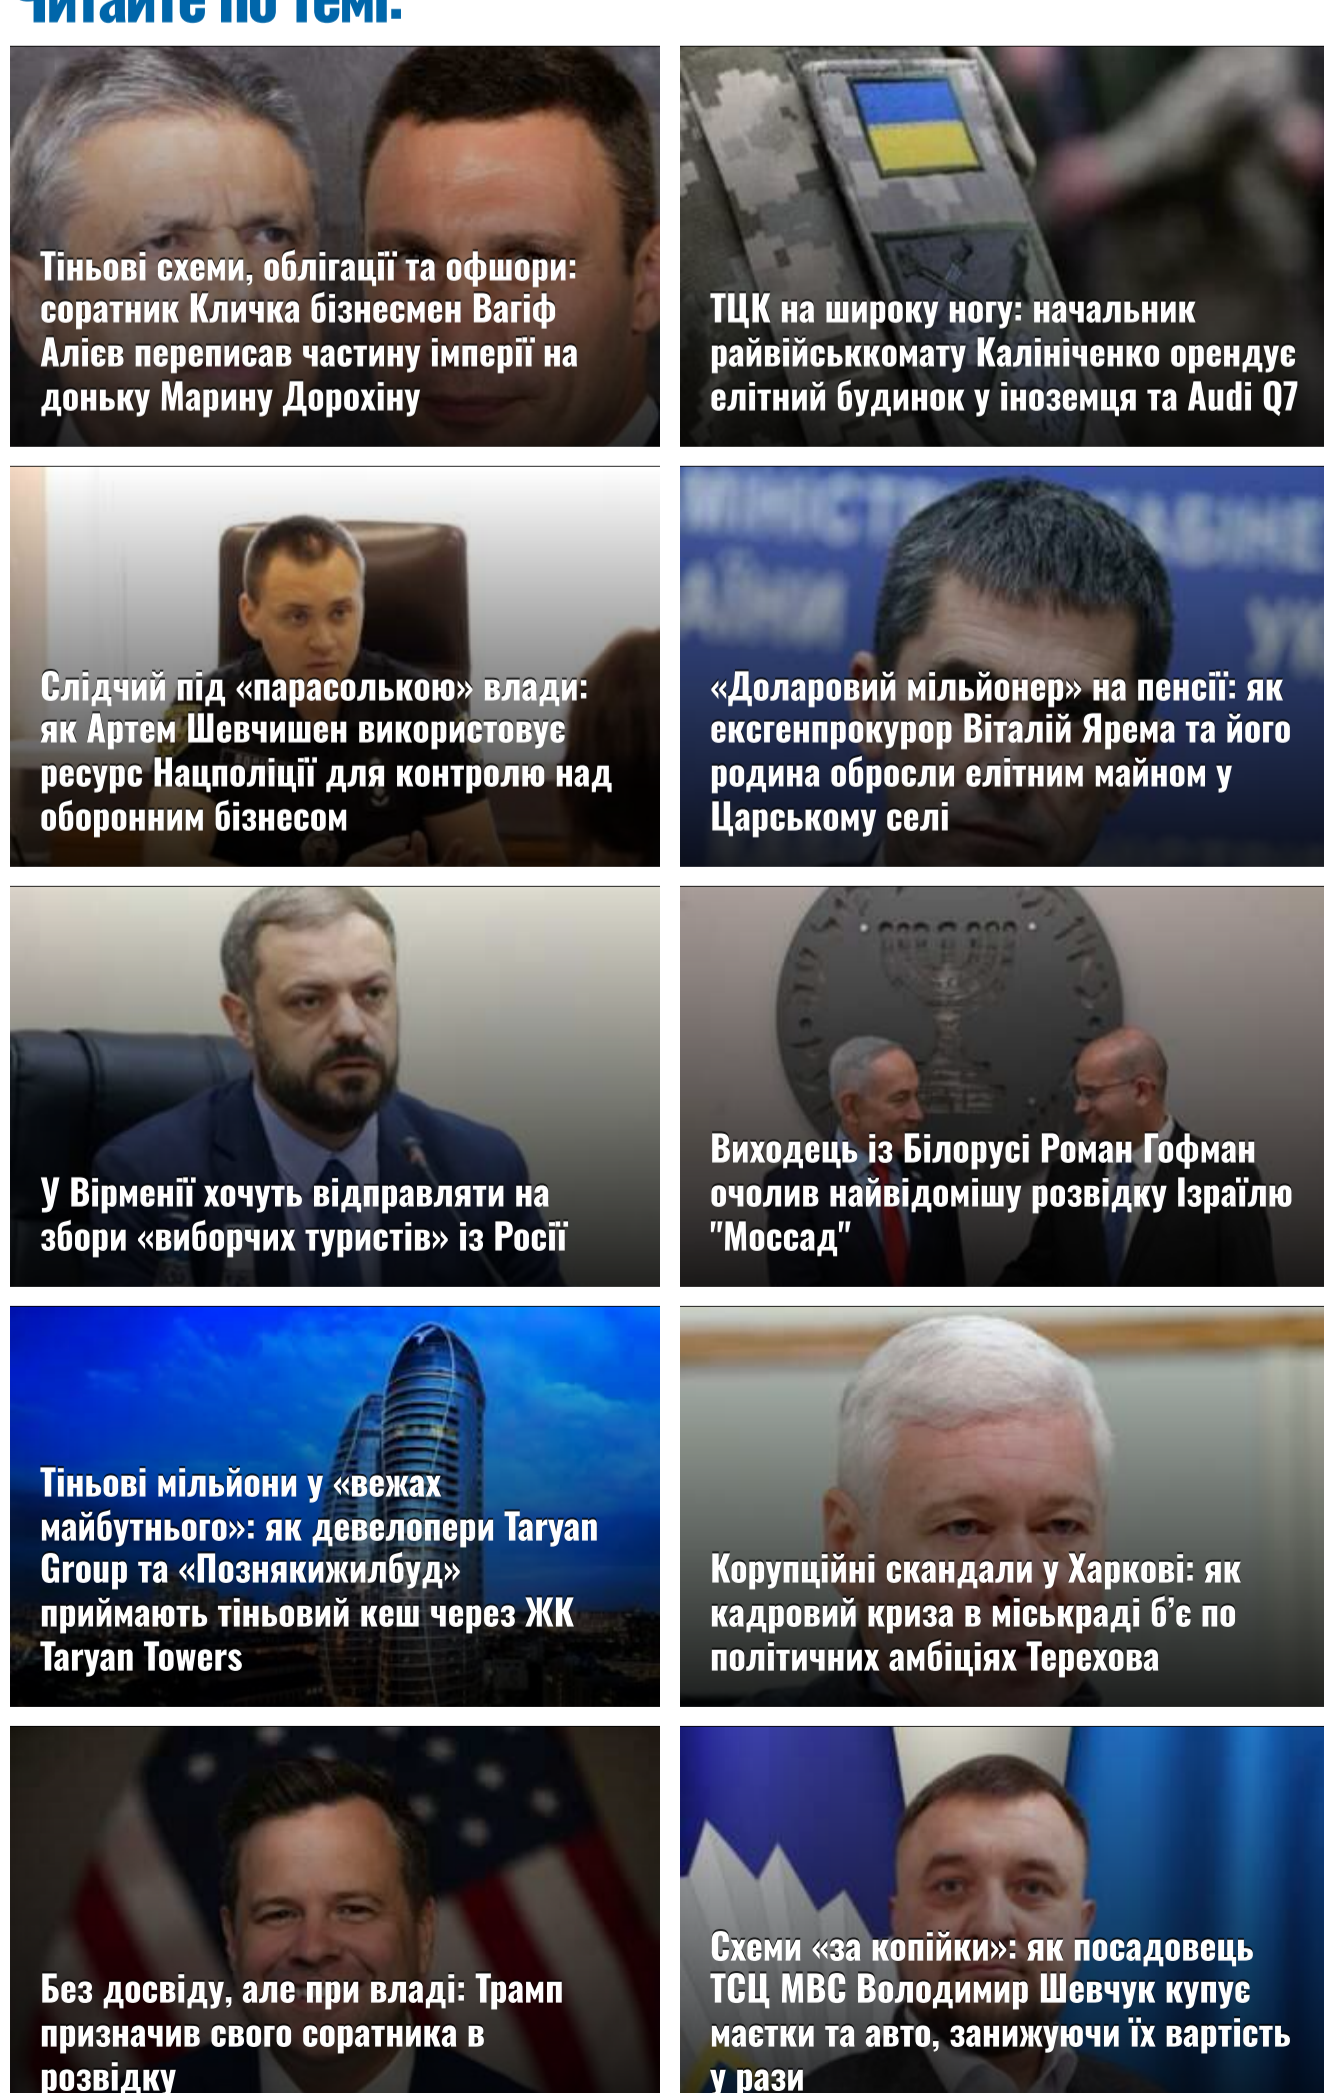 Читайте по темі:
Тіньові схеми, облігації та офшори:
соратник Кличка бізнесмен Вагіф
Алієв переписав частину імперії на
доньку Марину Дорохіну
ТЦК на широку ногу: начальник
райвійськкомату Калініченко орендує
елітний будинок у іноземця та Audi Q7
Слідчий під «парасолькою» влади:
як Артем Шевчишен використовує
ресурс Нацполіції для контролю над
оборонним бізнесом
МІНІСТ
КАБІНЕ
АЇНИ
УК
«Доларовий мільйонер» на пенсії: як
ексгенпрокурор Віталій Ярема та його
родина обросли елітним майном у
Царському селі
У Вірменії хочуть відправляти на
збори «виборчих туристів» із Росії
Виходець із Білорусі Роман Гофман
очолив найвідомішу розвідку Ізраїлю
"Моссад"
Тіньові мільйони у «вежах
майбутнього»: як девелопери Taryan
Group та «Познякижилбуд»
приймають тіньовий кеш через ЖК
Taryan Towers
Корупційні скандали у Харкові: як
кадровий криза в міськраді б’є по
політичних амбіціях Терехова
Без досвіду, але при владі: Трамп
призначив свого соратника в
розвідку
Схеми «за копійки»: як посадовець
ТСЦ МВС Володимир Шевчук купує
маєтки та авто, занижуючи їх вартість
у рази